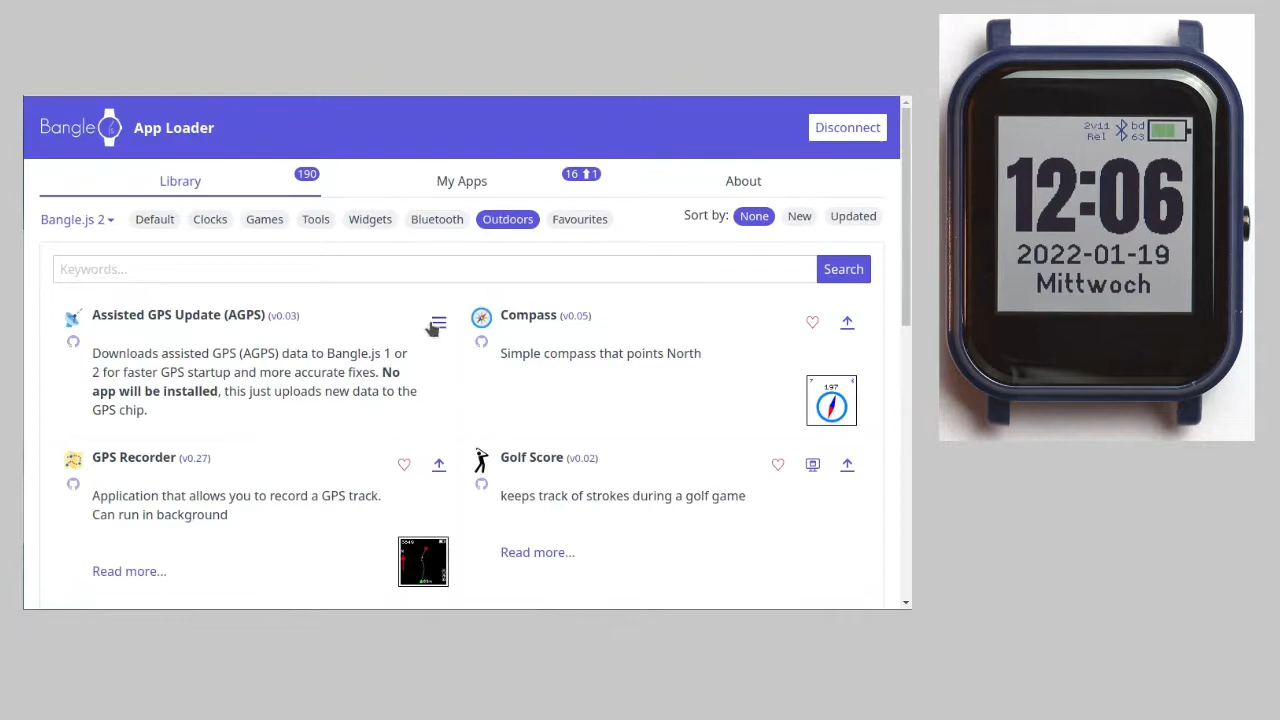 Bangle App Loader Disconnect
Library 190 My Apps 16 ⬆1 About
Bangle.js 2 Default Clocks Games Tools Widgets Bluetooth Outdoors Favourites Sort by: None New Updated
Keywords... Search
Assisted GPS Update (AGPS) (v0.03)
Downloads assisted GPS (AGPS) data to Bangle.js 1 or
2 for faster GPS startup and more accurate fixes. No
app will be installed, this just uploads new data to the
GPS chip.
Compass (v0.05)
Simple compass that points North
197
GPS Recorder (v0.27)
Application that allows you to record a GPS track.
Can run in background
Read more...
Golf Score (v0.02)
keeps track of strokes during a golf game
Read more...
2v11 bd
Rel 63
12:06
2022-01-19
Mittwoch